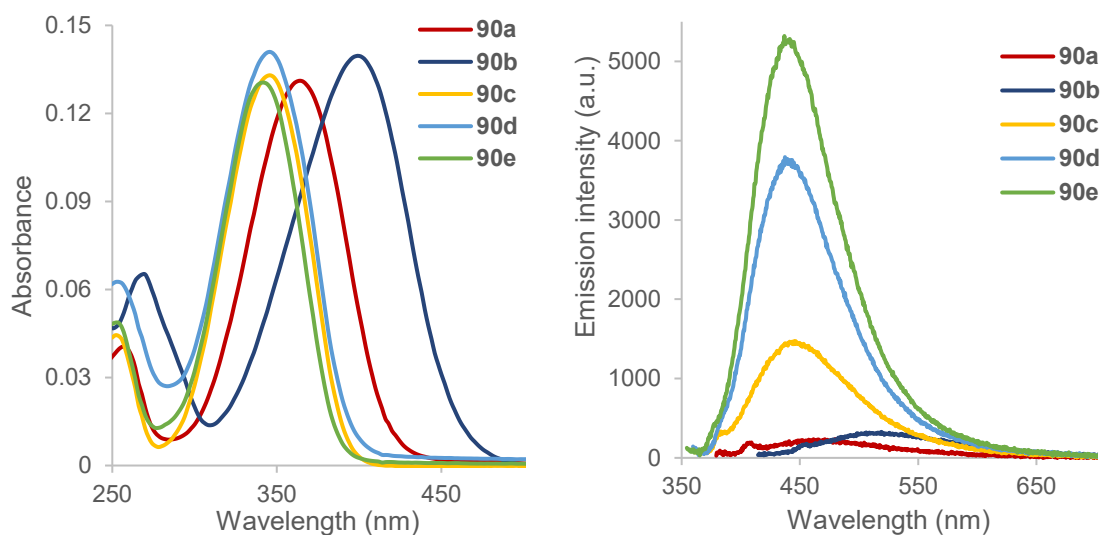 0.15
0.12
0.09
0.06
0.03
0
Absorbance
250
350
450
Wavelength (nm)
90a
90b
90c
90d
90e
5000
4000
3000
2000
1000
0
Emission intensity (a.u.)
350
450
550
650
Wavelength (nm)
90a
90b
90c
90d
90e